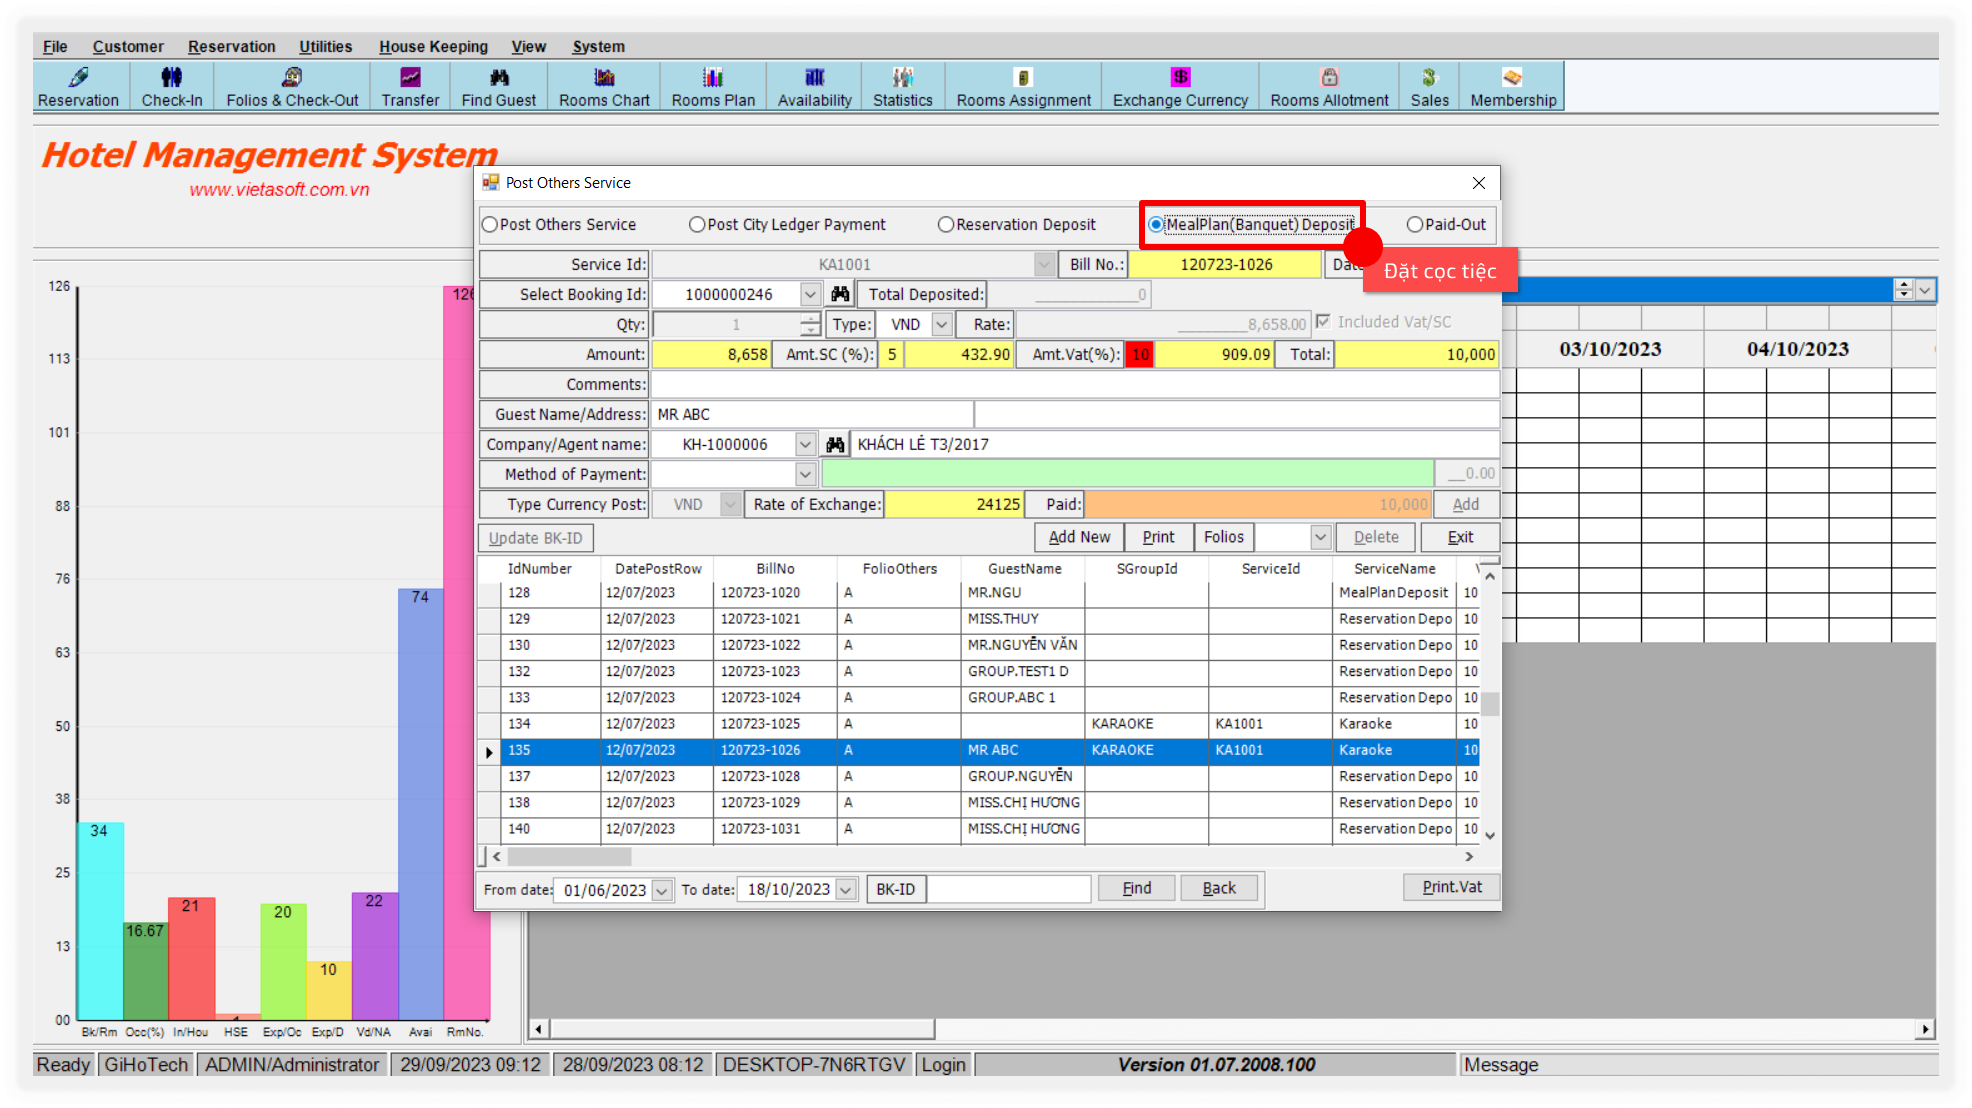 File Customer Reservation Utilities House Keeping View System
Reservation Check-In Folios & Check-Out Transfer Find Guest Rooms Chart Rooms Plan Availability Statistics Rooms Assignment Exchange Currency Rooms Allotment Sales Membership
Hotel Management System
www.vietasoft.com.vn
Post Others Service
Post Others Service Post City Ledger Payment Reservation Deposit MealPlan(Banquet) Deposit Paid-Out
Service Id: KA1001 Bill No.: 120723-1026
Đặt cọc tiệc
Select Booking Id: 1000000246 Total Deposited: 0
Qty: 1 Type: VND Rate: 8,658.00 Included Vat/SC
Amount: 8,658 Amt.SC (%): 5 432.90 Amt.Vat(%): 10 909.09 Total: 10,000
Comments:
Guest Name/Address: MR ABC
Company/Agent name: KH-1000006 KHÁCH LẺ T3/2017
Method of Payment: 0.00
Type Currency Post: VND Rate of Exchange: 24125 Paid: 10,000 Add
Update BK-ID Add New Print Folios Delete Exit
IdNumber DatePostRow BillNo FolioOthers GuestName SGroupId ServiceId ServiceName
128 12/07/2023 120723-1020 A MR.NGU MealPlanDeposit 10
129 12/07/2023 120723-1021 A MISS.THUY Reservation Depo 10
130 12/07/2023 120723-1022 A MR.NGUYỄN VĂN Reservation Depo 10
132 12/07/2023 120723-1023 A GROUP.TEST1 D Reservation Depo 10
133 12/07/2023 120723-1024 A GROUP.ABC 1 Reservation Depo 10
134 12/07/2023 120723-1025 A KARAOKE KA1001 Karaoke 10
135 12/07/2023 120723-1026 A MR ABC KARAOKE KA1001 Karaoke 10
137 12/07/2023 120723-1028 A GROUP.NGUYỄN Reservation Depo 10
138 12/07/2023 120723-1029 A MISS.CHỊ HƯƠNG Reservation Depo 10
140 12/07/2023 120723-1031 A MISS.CHỊ HƯƠNG Reservation Depo 10
From date: 01/06/2023 To date: 18/10/2023 BK-ID Find Back Print.Vat
03/10/2023 04/10/2023
126
113
101
88
76
63
50
38
25
13
00
34 16.67 21 20 10 22 74 126
Bk/Rm Occ(%) In/Hou HSE Exp/Oc Exp/D Vd/NA Avai RmNo.
Ready GiHoTech ADMIN/Administrator 29/09/2023 09:12 28/09/2023 08:12 DESKTOP-7N6RTGV Login Version 01.07.2008.100 Message